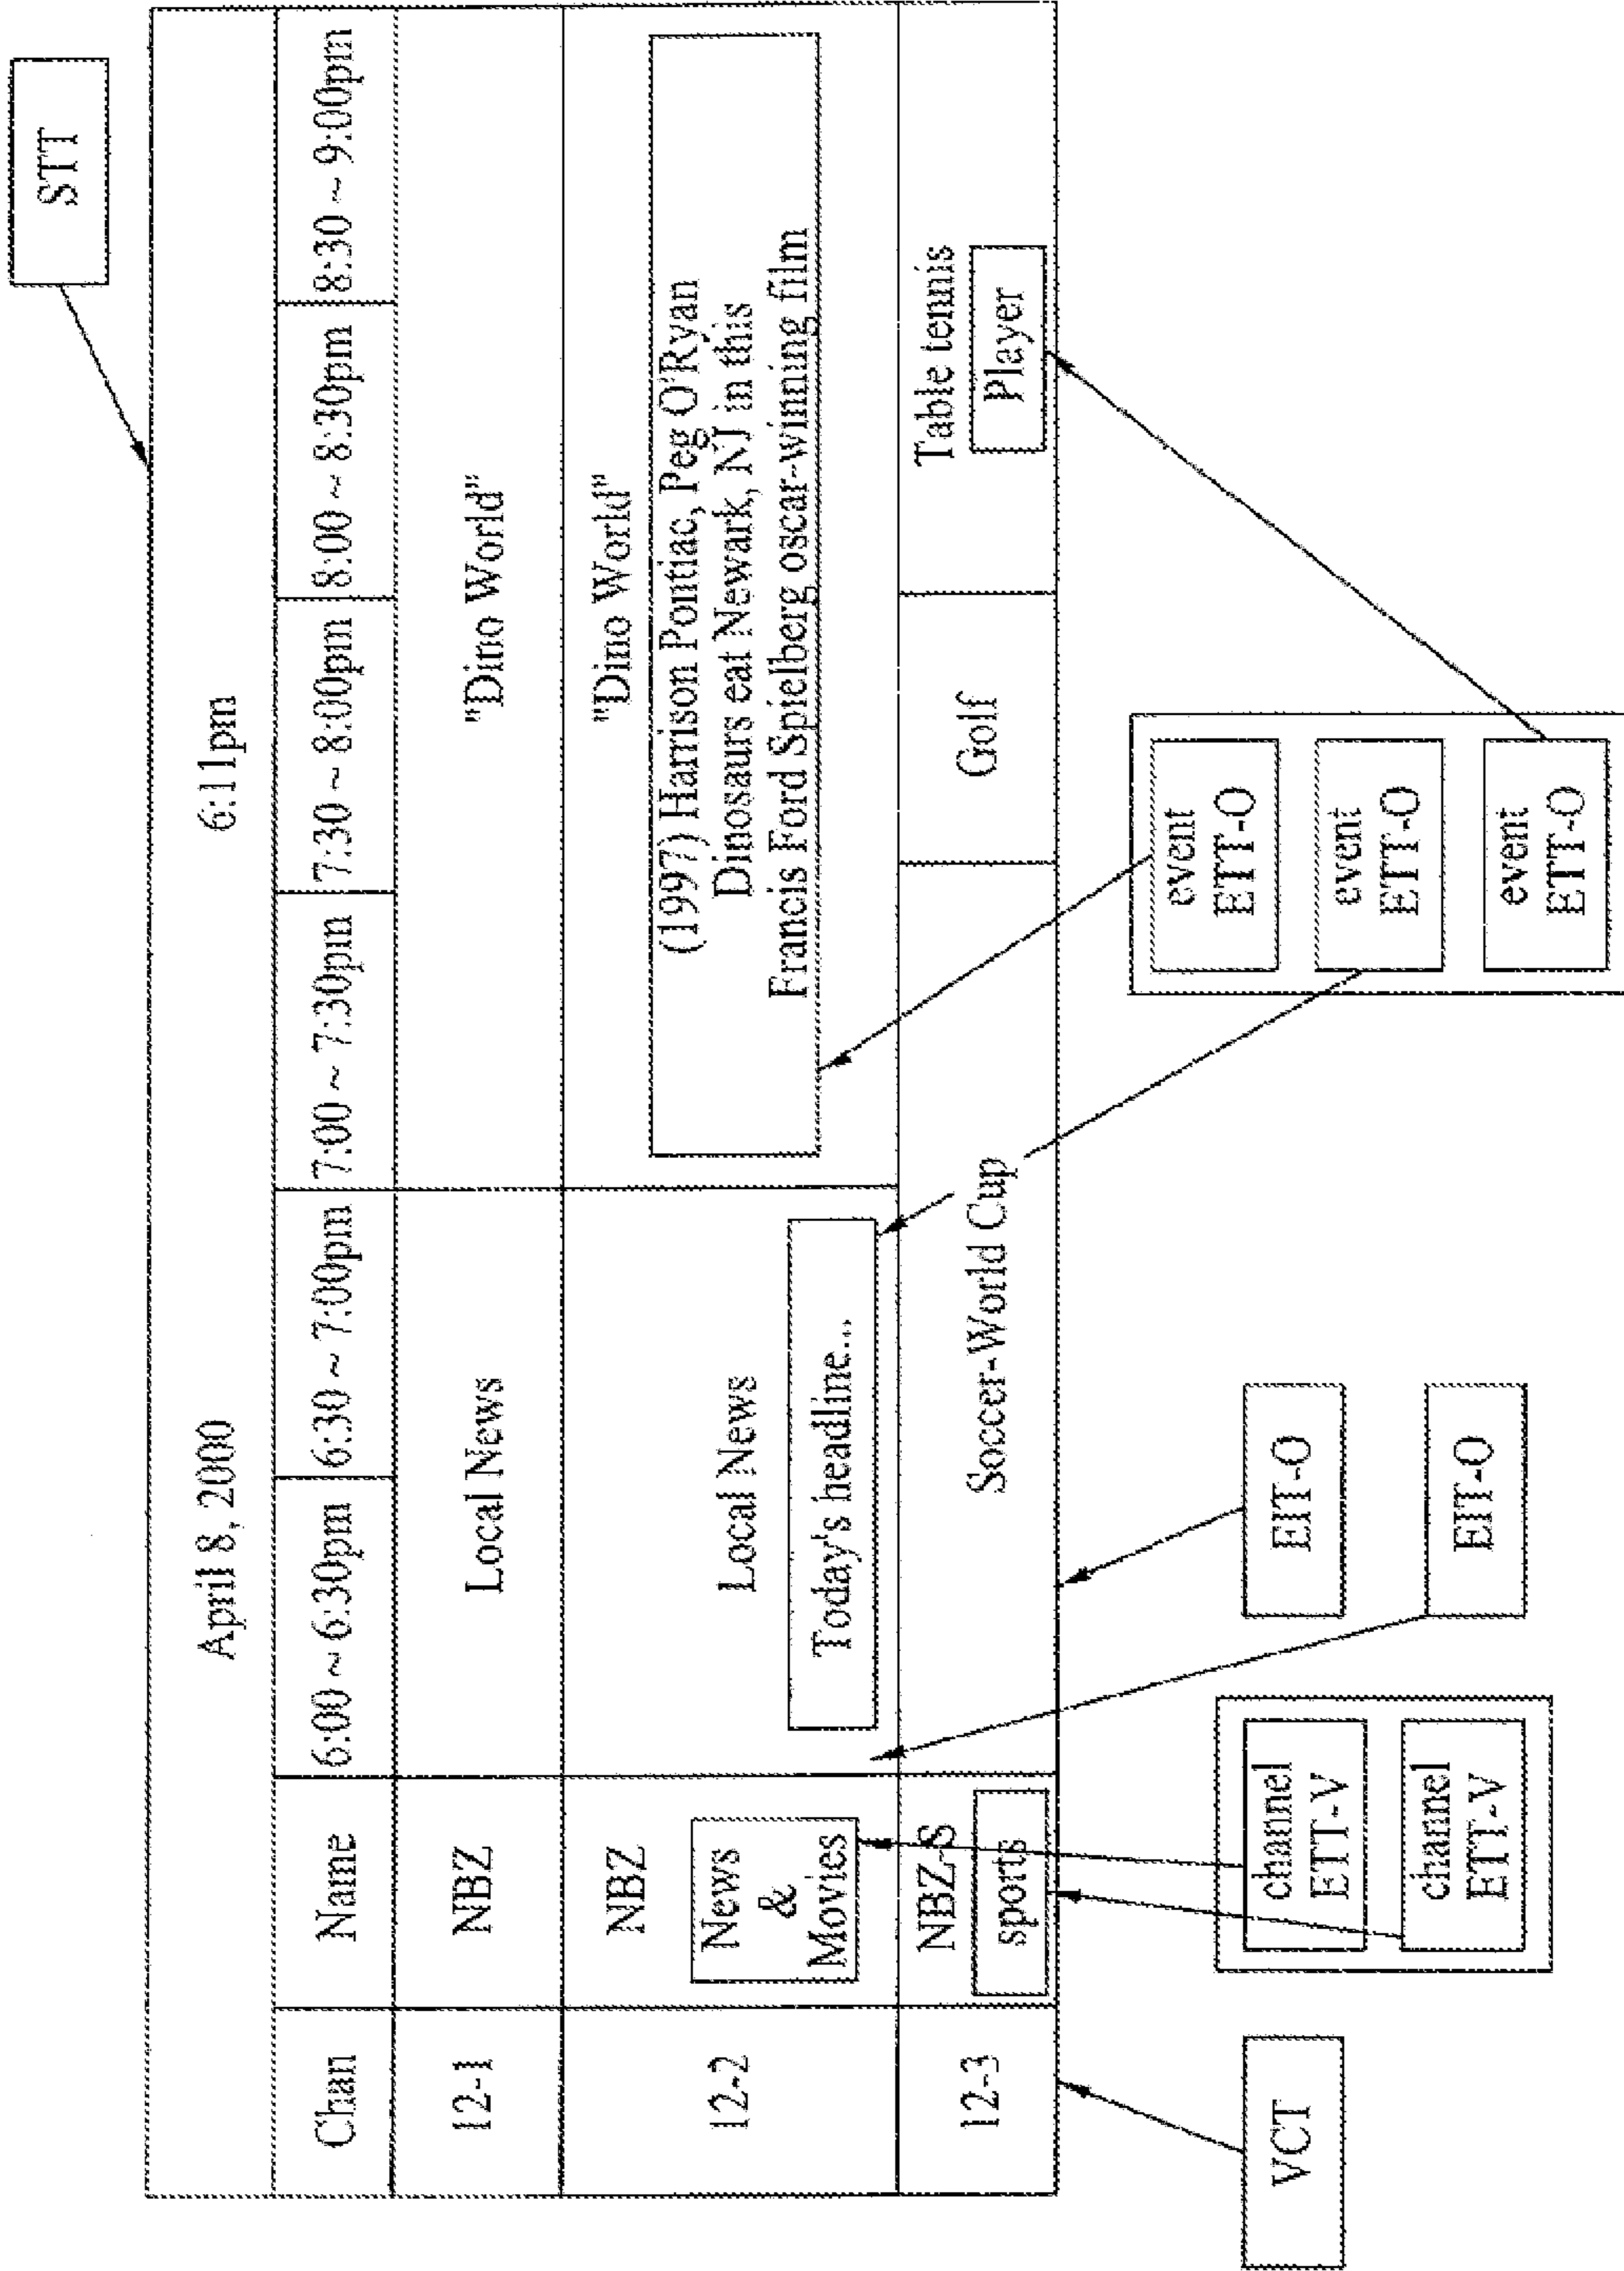 STT
April 8, 2000 6:11pm
Chan Name 6:00 ~ 6:30pm 6:30 ~ 7:00pm 7:00 ~ 7:30pm 7:30 ~ 8:00pm 8:00 ~ 8:30pm 8:30 ~ 9:00pm
12-1 NBZ Local News "Dino World"
12-2 NBZ Local News "Dino World"
News
&
Movies
Today's headline...
(1997) Harrison Pontiac, Peg O'Ryan
Dinosaurs eat Newark, NJ in this
Francis Ford Spielberg oscar-winning film
12-3 NBZ-S Soccer-World Cup Golf Table tennis
sports
Player
VCT
channel
ETT-V
channel
ETT-V
EIT-O
EIT-O
event
ETT-O
event
ETT-O
event
ETT-O